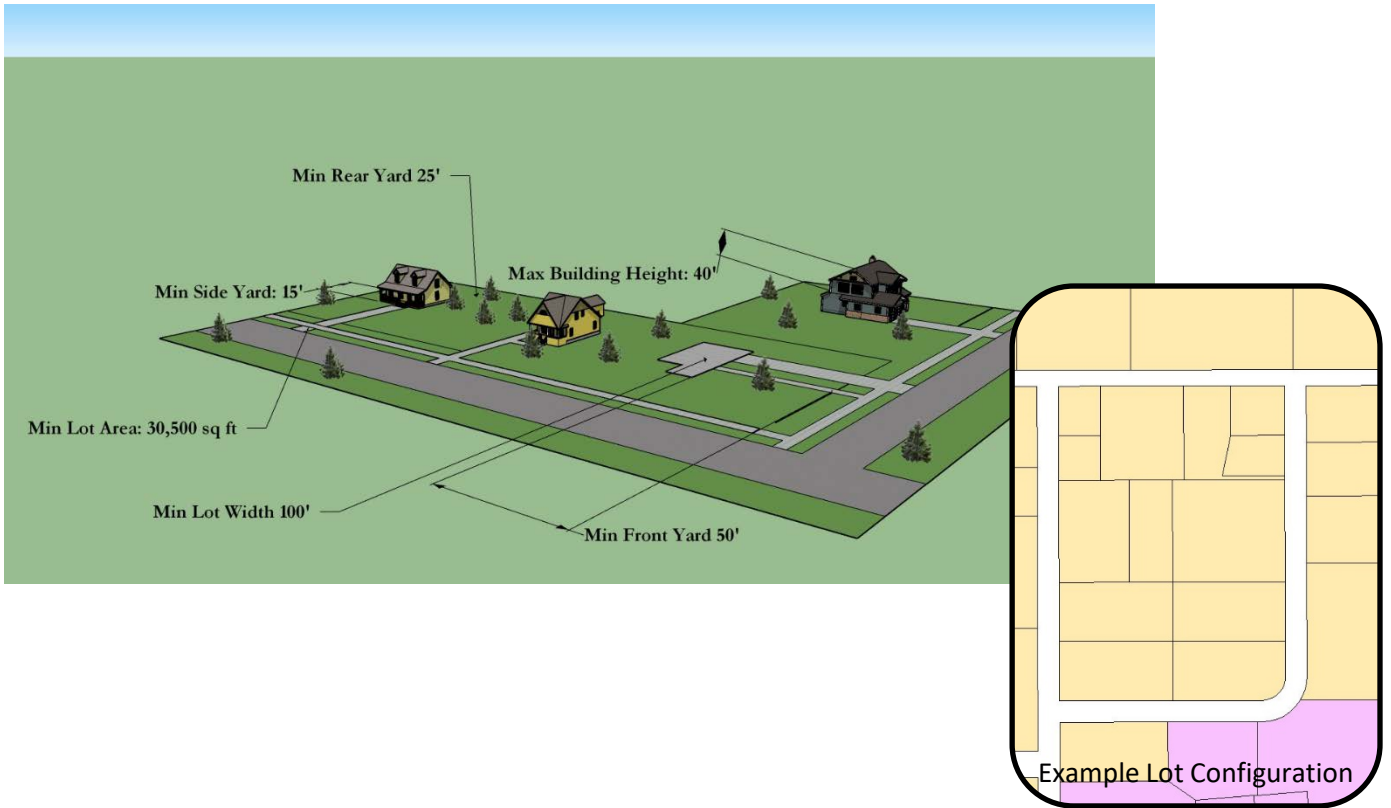 Min Rear Yard 25'
Max Building Height: 40'
Min Side Yard: 15'
Min Lot Area: 30,500 sq ft
Min Lot Width 100'
Min Front Yard 50'
Example Lot Configuration